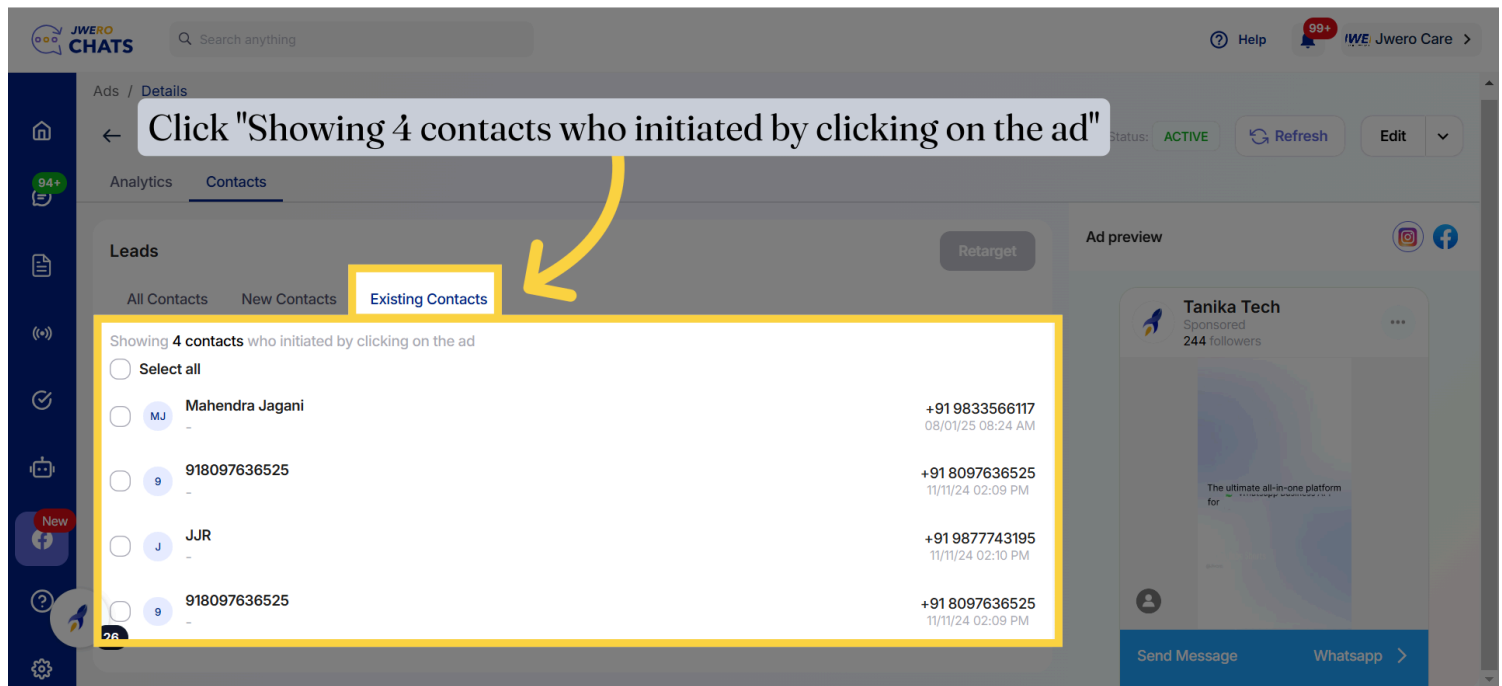 JWERO
CHATS
Search anything
Help
99+
Jwero Care
Ads / Details
Click "Showing 4 contacts who initiated by clicking on the ad"
Status: ACTIVE
Refresh
Edit
94+
Analytics
Contacts
Leads
Retarget
Ad preview
All Contacts
New Contacts
Existing Contacts
Showing 4 contacts who initiated by clicking on the ad
Select all
MJ
Mahendra Jagani
-
+91 9833566117
08/01/25 08:24 AM
9
918097636525
-
+91 8097636525
11/11/24 02:09 PM
J
JJR
-
+91 9877743195
11/11/24 02:10 PM
9
918097636525
-
+91 8097636525
11/11/24 02:09 PM
New
26
Tanika Tech
Sponsored
244 followers
The ultimate all-in-one platform
for
Send Message
Whatsapp